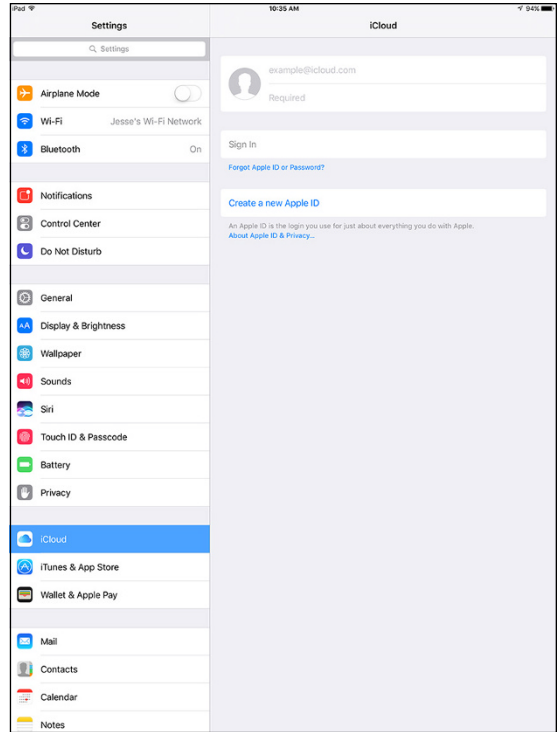 iPad 10:35 AM 94%
Settings
iCloud
Settings
Airplane Mode
Wi-Fi Jesse's Wi-Fi Network
Bluetooth On
Notifications
Control Center
Do Not Disturb
General
AA Display & Brightness
Wallpaper
Sounds
Siri
Touch ID & Passcode
Battery
Privacy
iCloud
iTunes & App Store
Wallet & Apple Pay
Mail
Contacts
Calendar
Notes
example@icloud.com
Required
Sign In
Forgot Apple ID or Password?
Create a new Apple ID
An Apple ID is the login you use for just about everything you do with Apple.
About Apple ID & Privacy...